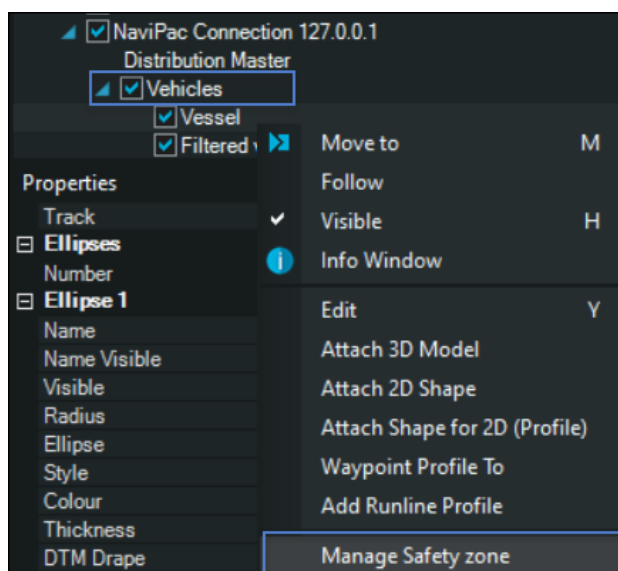 NaviPac Connection 127.0.0.1
Distribution Master
Vehicles
Vessel
Filtered
Move to M
Follow
Visible H
Info Window
Edit Y
Attach 3D Model
Attach 2D Shape
Attach Shape for 2D (Profile)
Waypoint Profile To
Add Runline Profile
Manage Safety zone
Properties
Track
Ellipses
Number
Ellipse 1
Name
Name Visible
Visible
Radius
Ellipse
Style
Colour
Thickness
DTM Drape